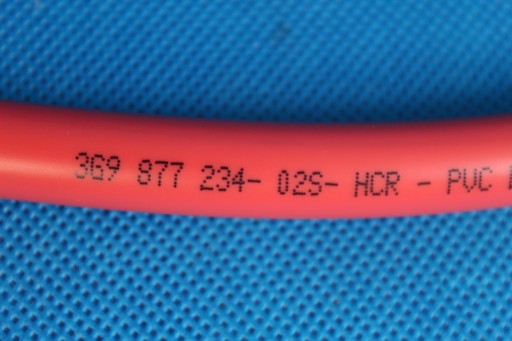 3G9 877 234- 02S- HCR - PVC